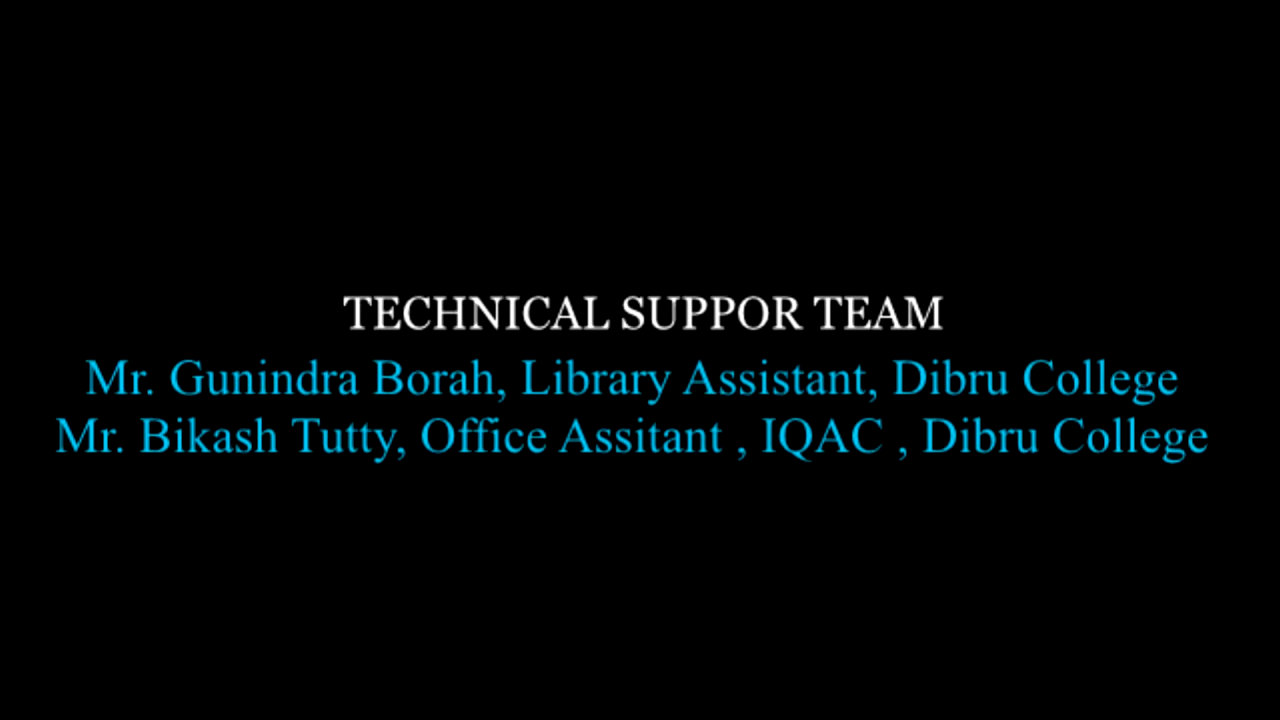 TECHNICAL SUPPOR TEAM
Mr. Gunindra Borah, Library Assistant, Dibru College
Mr. Bikash Tutty, Office Assitant , IQAC , Dibru College